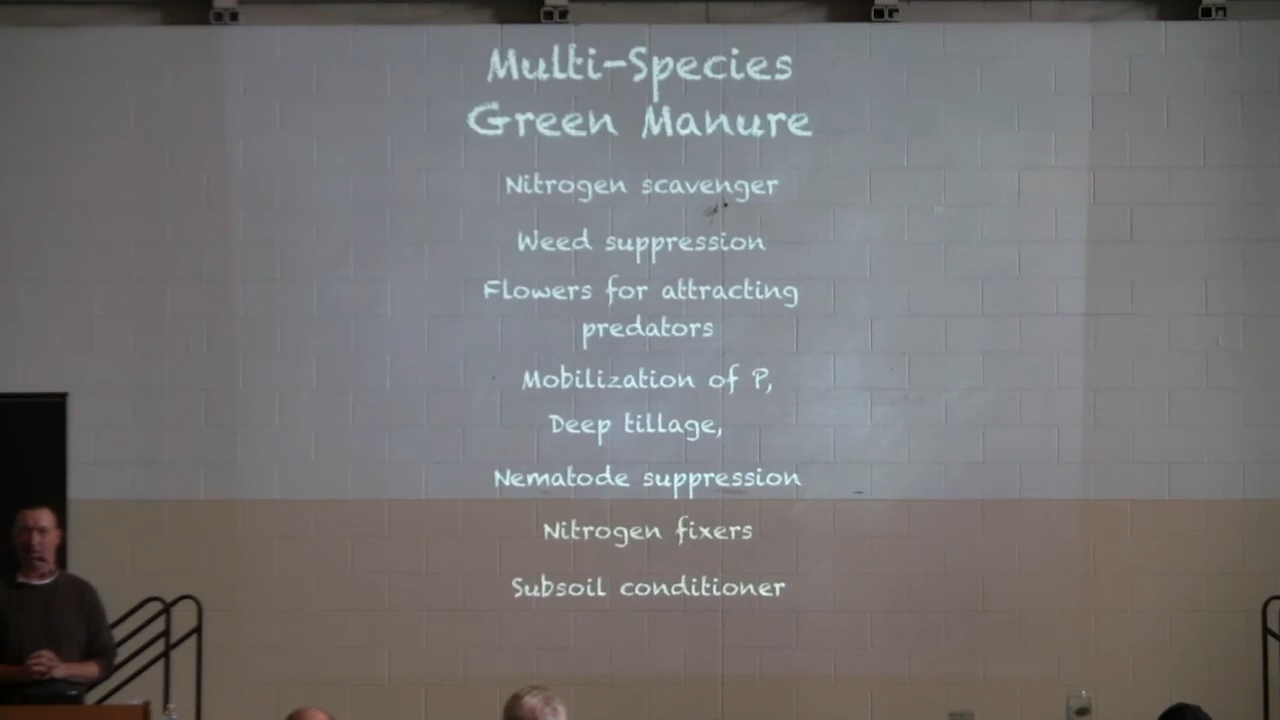 Multi-Species
Green Manure
Nitrogen scavenger
Weed suppression
Flowers for attracting
predators
Mobilization of P,
Deep tillage,
Nematode suppression
Nitrogen fixers
Subsoil conditioner